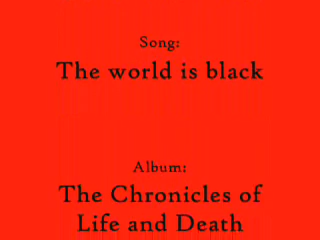 Song:
The world is black
Album:
The Chronicles of
Life and Death